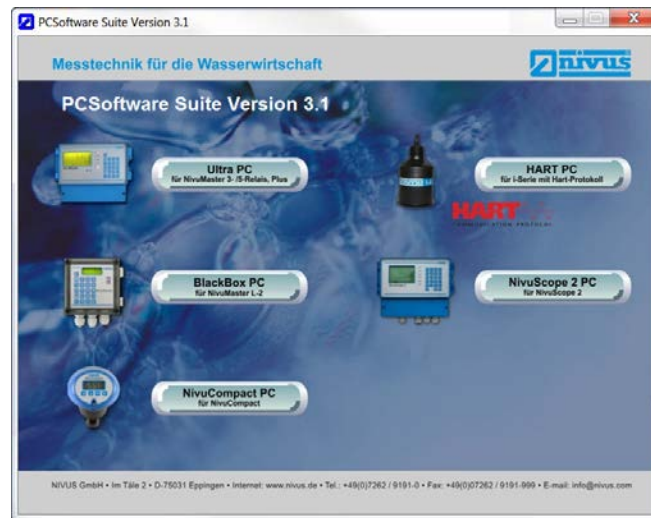 PCSoftware Suite Version 3.1
Messtechnik für die Wasserwirtschaft
nivus
PCSoftware Suite Version 3.1
Ultra PC
für NivuMaster 3- /5-Relais, Plus
HART PC
für i-Serie mit Hart-Protokoll
HART
COMMUNICATION PROTOCOL
BlackBox PC
für NivuMaster L-2
NivuScope 2 PC
für NivuScope 2
NivuCompact PC
für NivuCompact
NIVUS GmbH • Im Täle 2 • D-75031 Eppingen • Internet: www.nivus.de • Tel.: +49(0)7262 / 9191-0 • Fax: +49(0)07262 / 9191-999 • E-mail: info@nivus.com